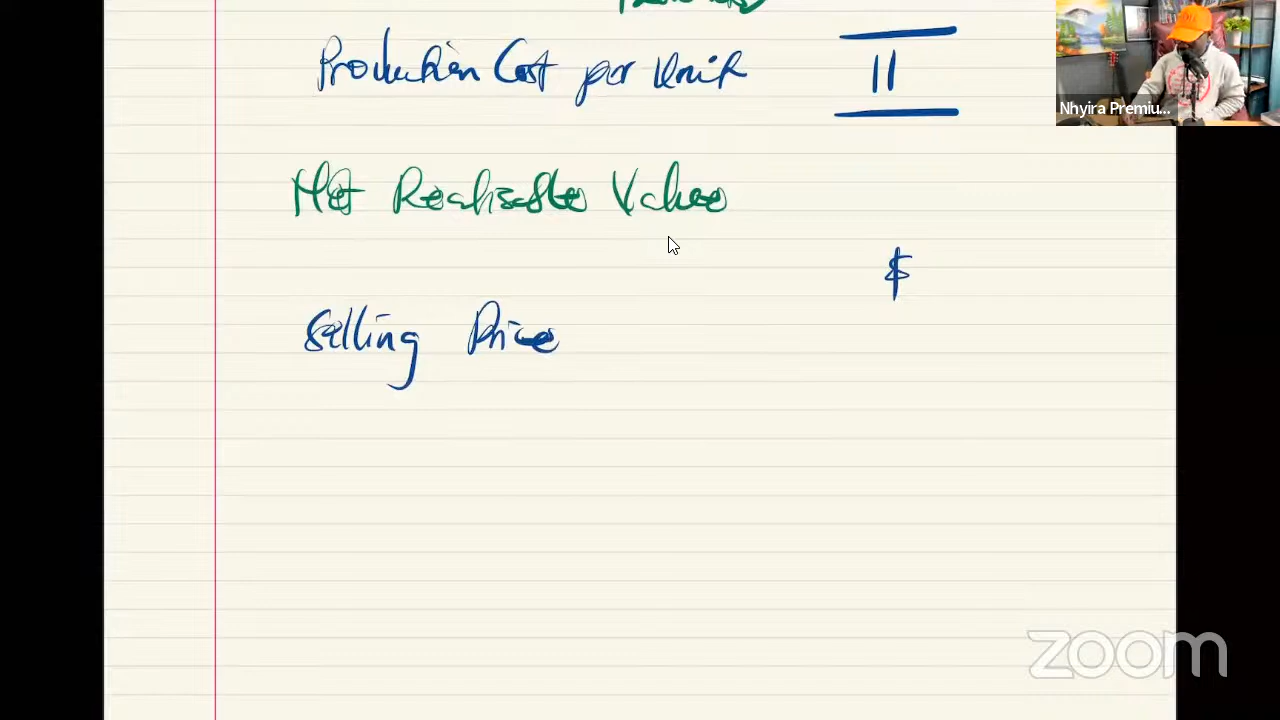 Production Cost per Unit 11
Nhyira Premiu...
Net Realisable Value
$
Selling Price
zoom